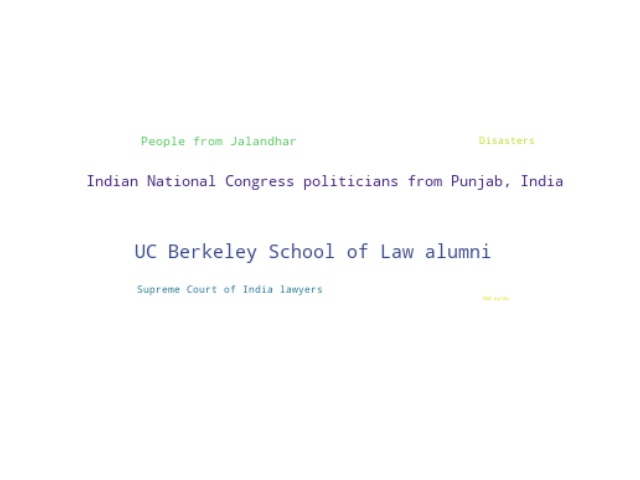 People from Jalandhar
Disasters
Indian National Congress politicians from Punjab, India
UC Berkeley School of Law alumni
Supreme Court of India lawyers